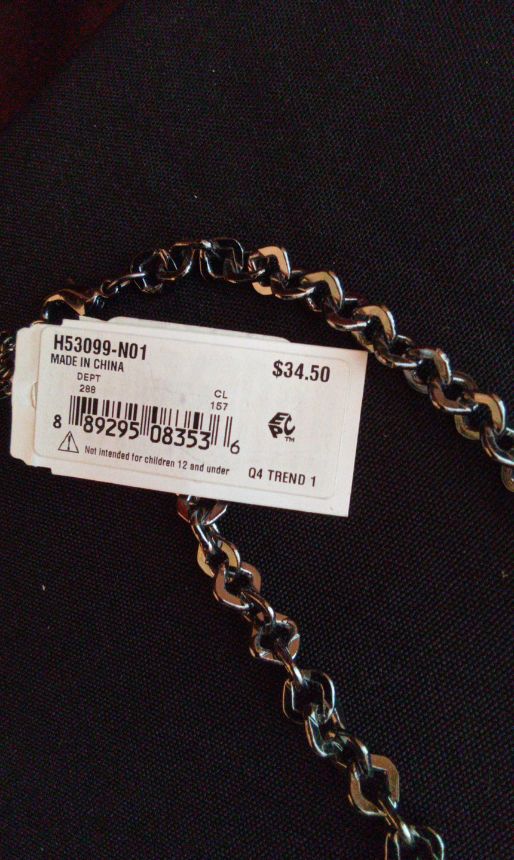 H53099-N01
MADE IN CHINA
$34.50
DEPT
288
CL
157
8 89295 08353 6
EPC™
Not intended for children 12 and under
Q4 TREND 1